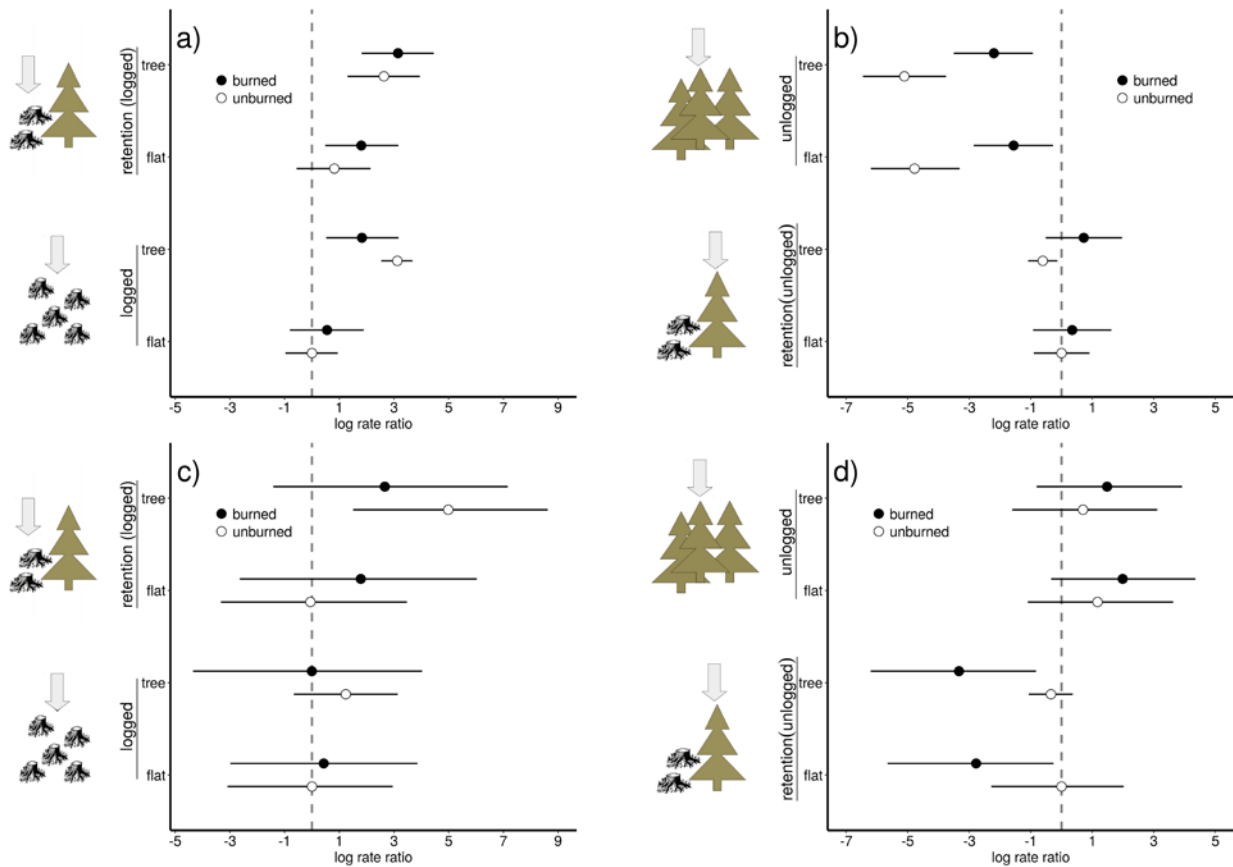 a)
burned
unburned
retention (logged)
tree
flat
logged
tree
flat
-5 -3 -1 1 3 5 7 9
log rate ratio
b)
burned
unburned
unlogged
tree
flat
retention(unlogged)
tree
flat
-7 -5 -3 -1 1 3 5
log rate ratio
c)
burned
unburned
retention (logged)
tree
flat
logged
tree
flat
-5 -3 -1 1 3 5 7 9
log rate ratio
d)
burned
unburned
unlogged
tree
flat
retention(unlogged)
tree
flat
-7 -5 -3 -1 1 3 5
log rate ratio